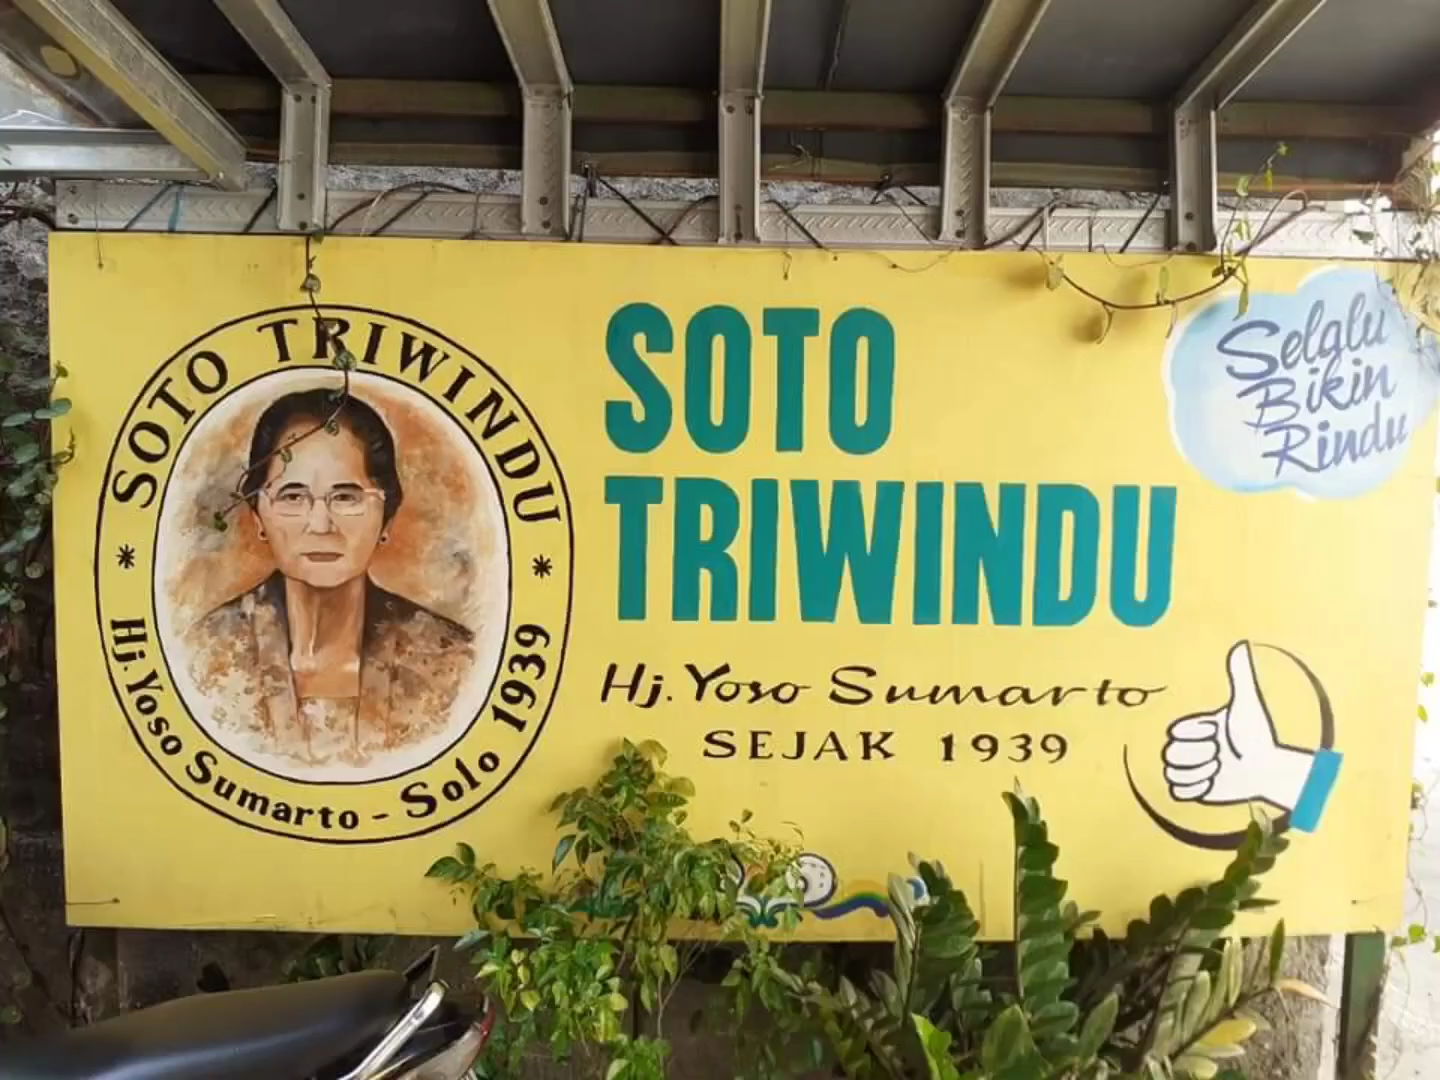 SOTO TRIWINDU
* Hj. Yoso Sumarto - Solo 1939 *
SOTO
TRIWINDU
Hj. Yoso Sumarto
SEJAK 1939
Selalu
Bikin
Rindu